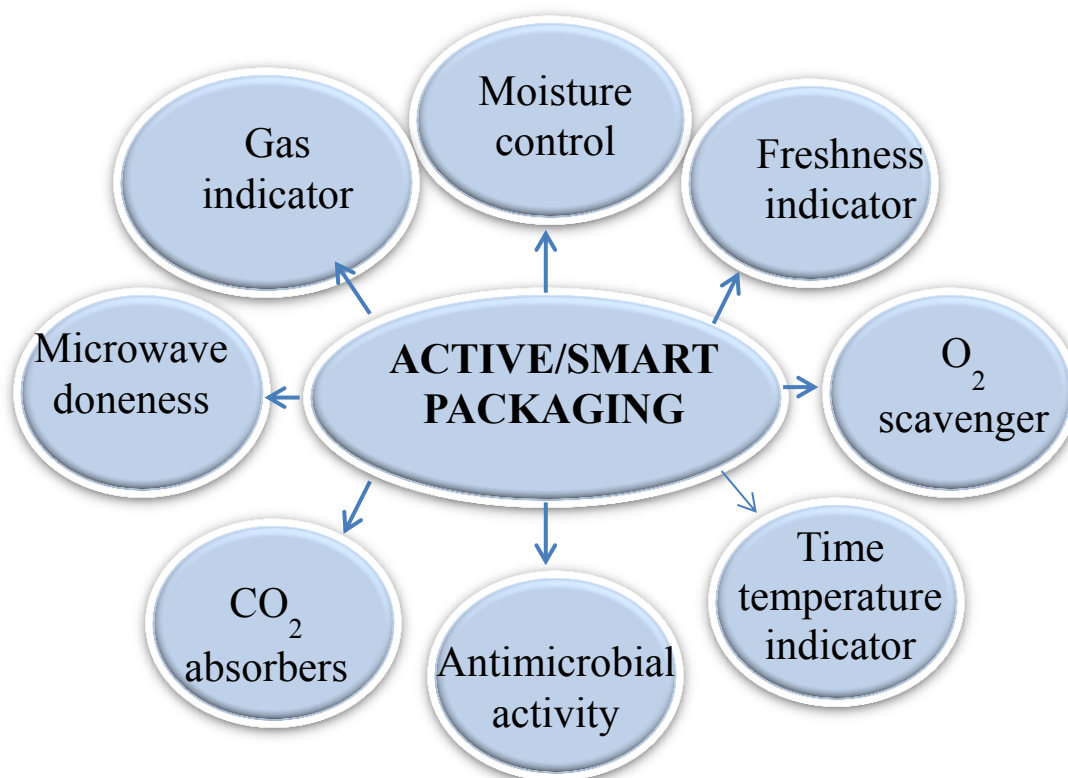 Moisture
control
Gas
indicator
Freshness
indicator
Microwave
doneness
ACTIVE/SMART
PACKAGING
O₂
scavenger
CO₂
absorbers
Antimicrobial
activity
Time
temperature
indicator